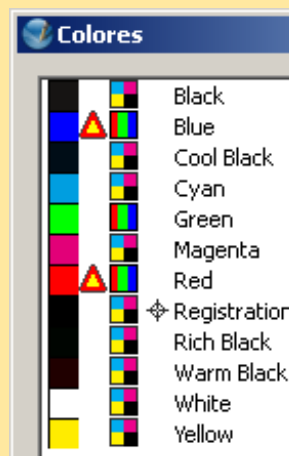 Colores
Black
Blue
Cool Black
Cyan
Green
Magenta
Red
Registration
Rich Black
Warm Black
White
Yellow